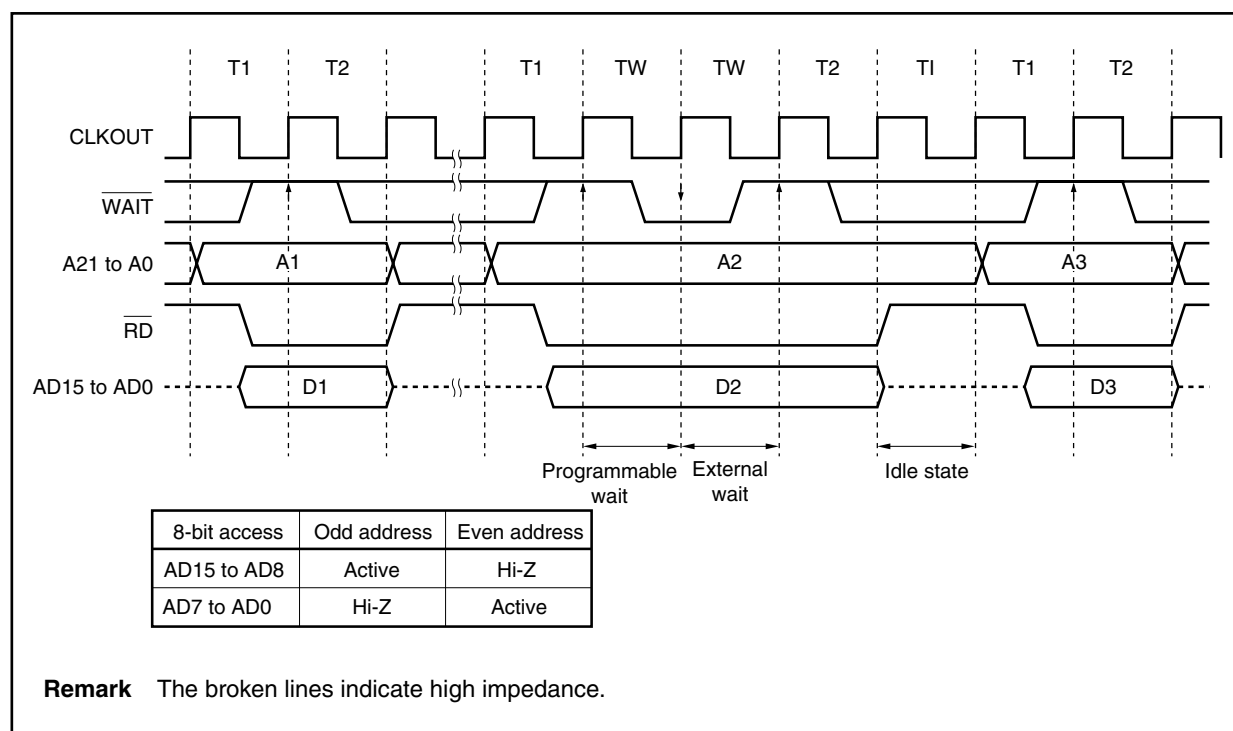 T1 T2 T1 TW TW T2 TI T1 T2
CLKOUT
WAIT
A21 to A0 A1 A2 A3
RD
AD15 to AD0 D1 D2 D3
Programmable wait
External wait
Idle state
8-bit access Odd address Even address
AD15 to AD8 Active Hi-Z
AD7 to AD0 Hi-Z Active
Remark The broken lines indicate high impedance.